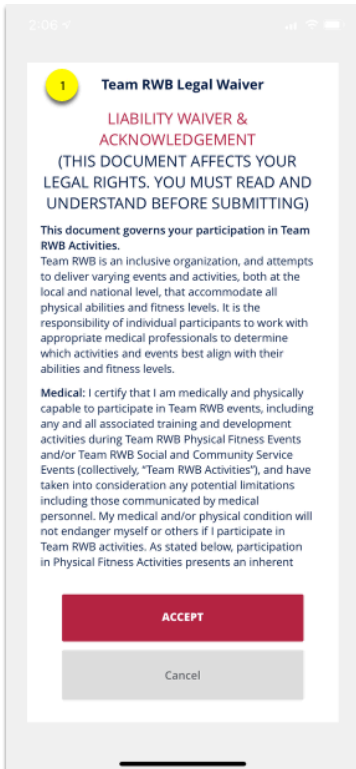 2:06
1
Team RWB Legal Waiver
LIABILITY WAIVER &
ACKNOWLEDGEMENT
(THIS DOCUMENT AFFECTS YOUR
LEGAL RIGHTS. YOU MUST READ AND
UNDERSTAND BEFORE SUBMITTING)
This document governs your participation in Team
RWB Activities.
Team RWB is an inclusive organization, and attempts
to deliver varying events and activities, both at the
local and national level, that accommodate all
physical abilities and fitness levels. It is the
responsibility of individual participants to work with
appropriate medical professionals to determine
which activities and events best align with their
abilities and fitness levels.
Medical: I certify that I am medically and physically
capable to participate in Team RWB events, including
any and all associated training and development
activities during Team RWB Physical Fitness Events
and/or Team RWB Social and Community Service
Events (collectively, “Team RWB Activities”), and have
taken into consideration any potential limitations
including those communicated by medical
personnel. My medical and/or physical condition will
not endanger myself or others if I participate in
Team RWB activities. As stated below, participation
in Physical Fitness Activities presents an inherent
ACCEPT
Cancel